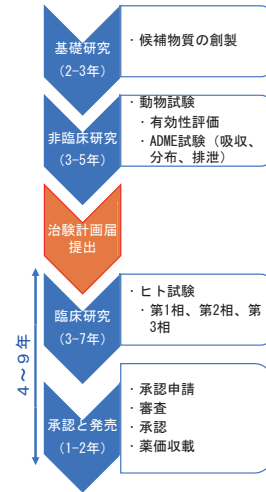 基礎研究
(2-3年)
・候補物質の創製
非臨床研究
(3-5年)
・動物試験
・有効性評価
・ADME試験（吸収、
分布、排泄）
治験計画届
提出
4～9年
臨床研究
(3-7年)
・ヒト試験
・第1相、第2相、第
3相
承認と発売
(1-2年)
・承認申請
・審査
・承認
・薬価収載